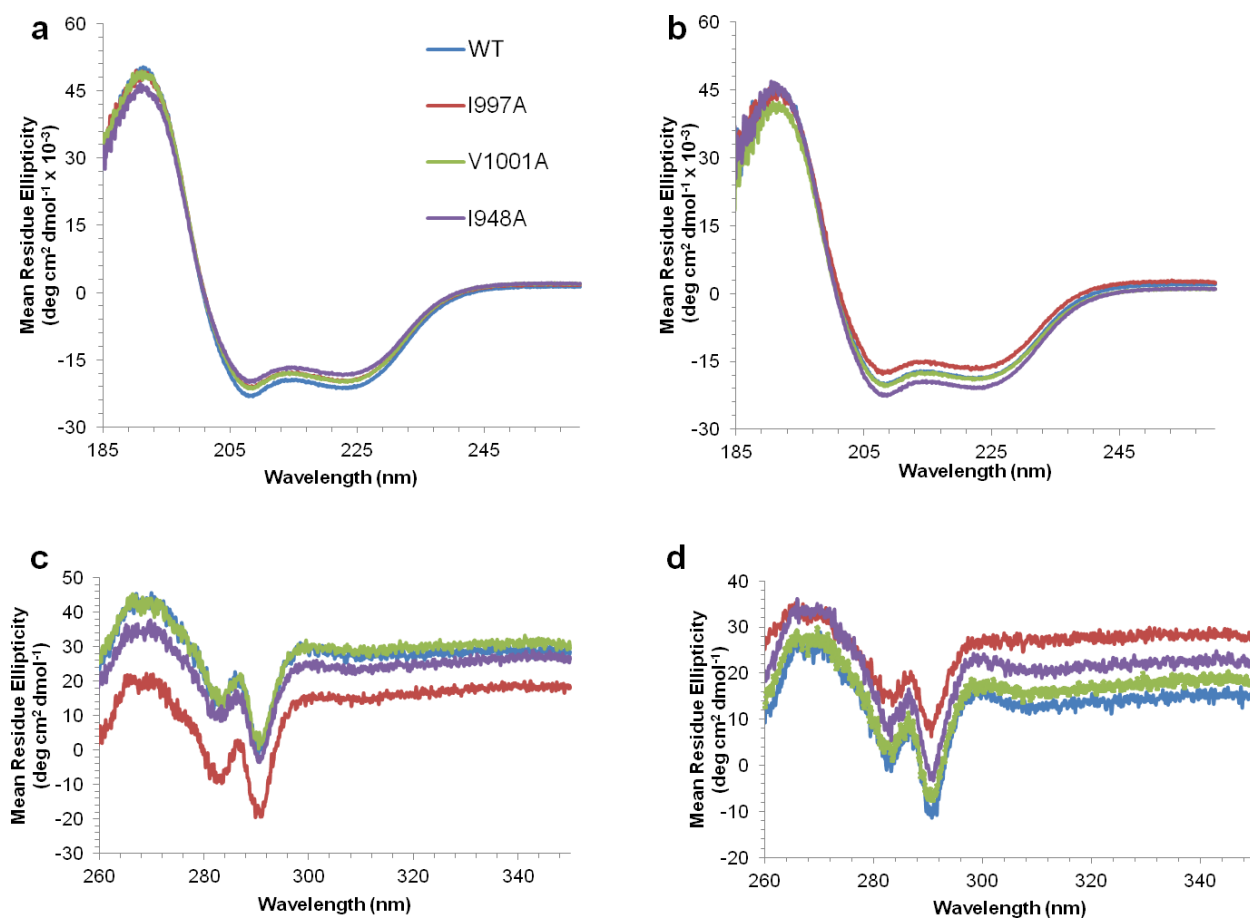 a
60
45
30
15
0
-15
-30
185
205
225
245
Mean Residue Ellipticity
(deg cm² dmol⁻¹ x 10⁻³)
Wavelength (nm)
WT
I997A
V1001A
I948A
b
60
45
30
15
0
-15
-30
185
205
225
245
Mean Residue Ellipticity
(deg cm² dmol⁻¹ x 10⁻³)
Wavelength (nm)
c
50
40
30
20
10
0
-10
-20
-30
260
280
300
320
340
Mean Residue Ellipticity
(deg cm² dmol⁻¹)
Wavelength (nm)
d
40
30
20
10
0
-10
-20
260
280
300
320
340
Mean Residue Ellipticity
(deg cm² dmol⁻¹)
Wavelength (nm)